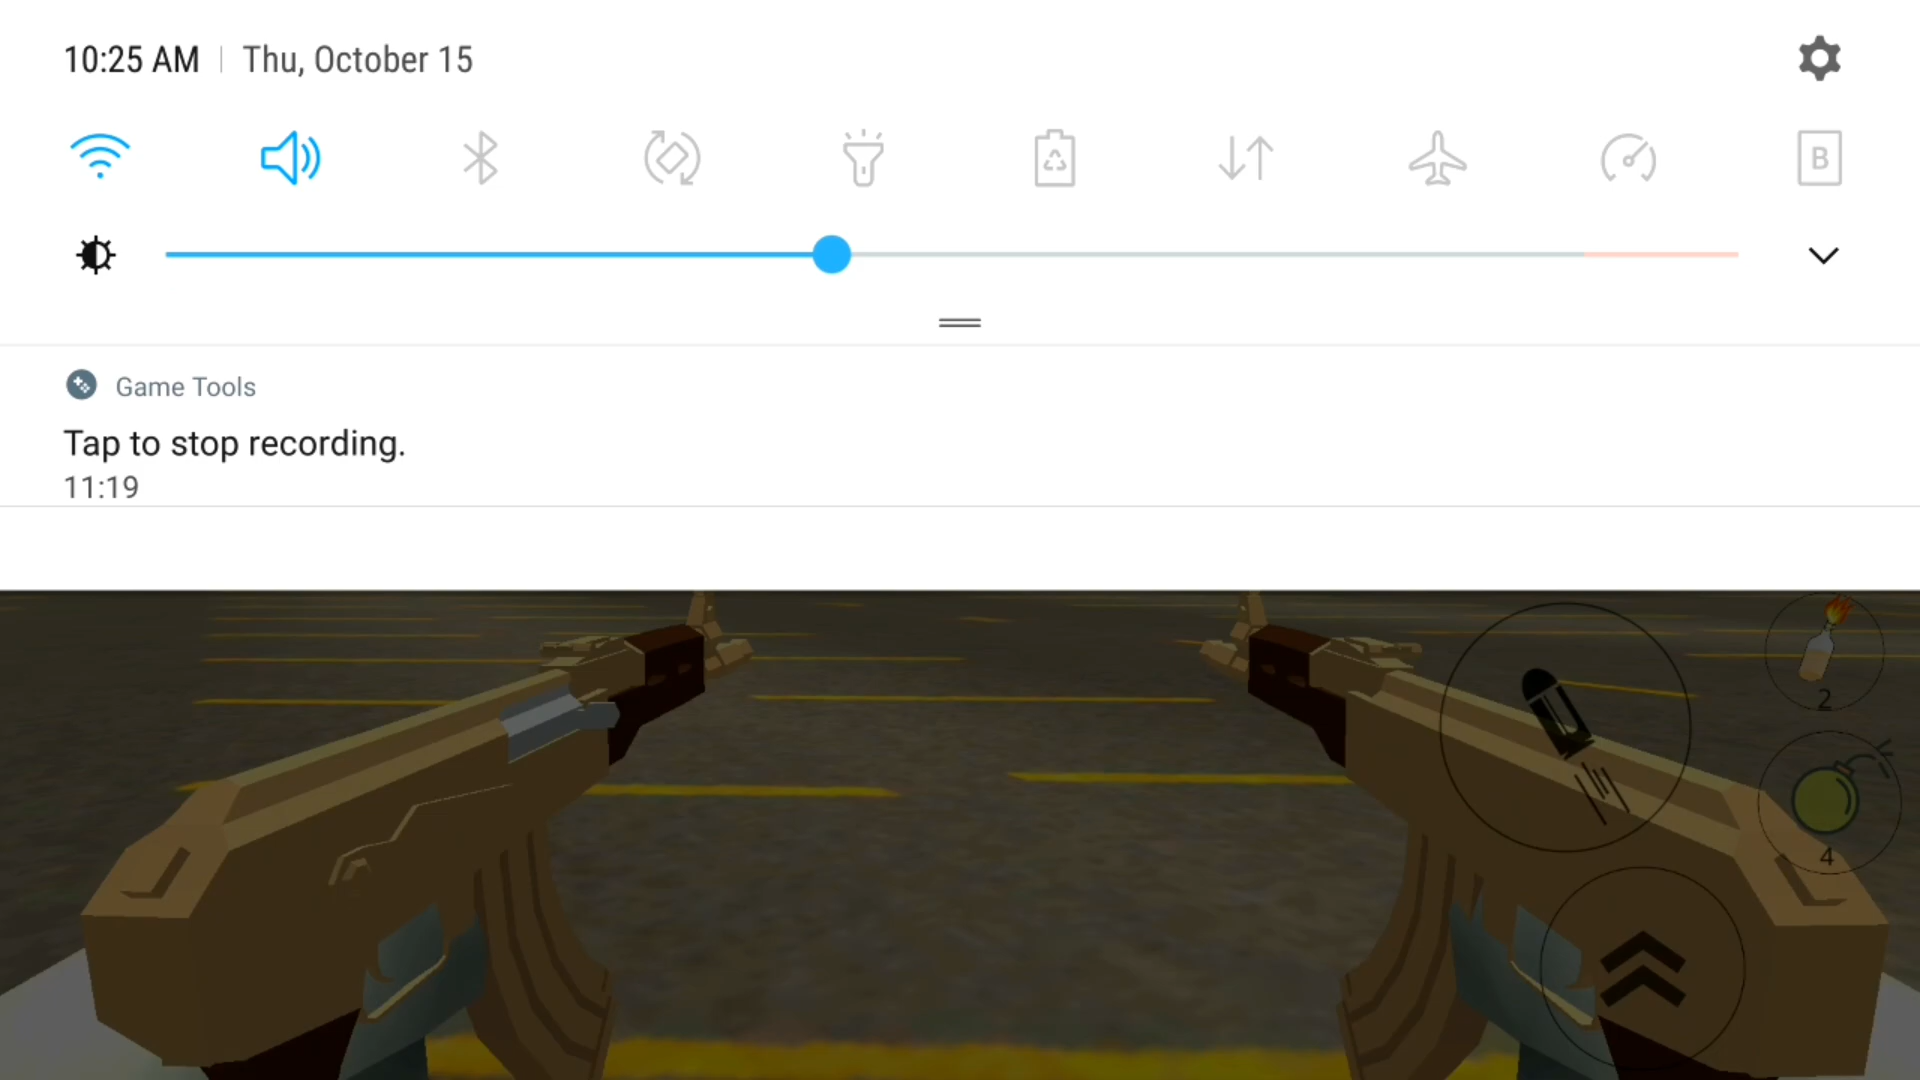 10:25 AM | Thu, October 15
B
Game Tools
Tap to stop recording.
11:19
2
4